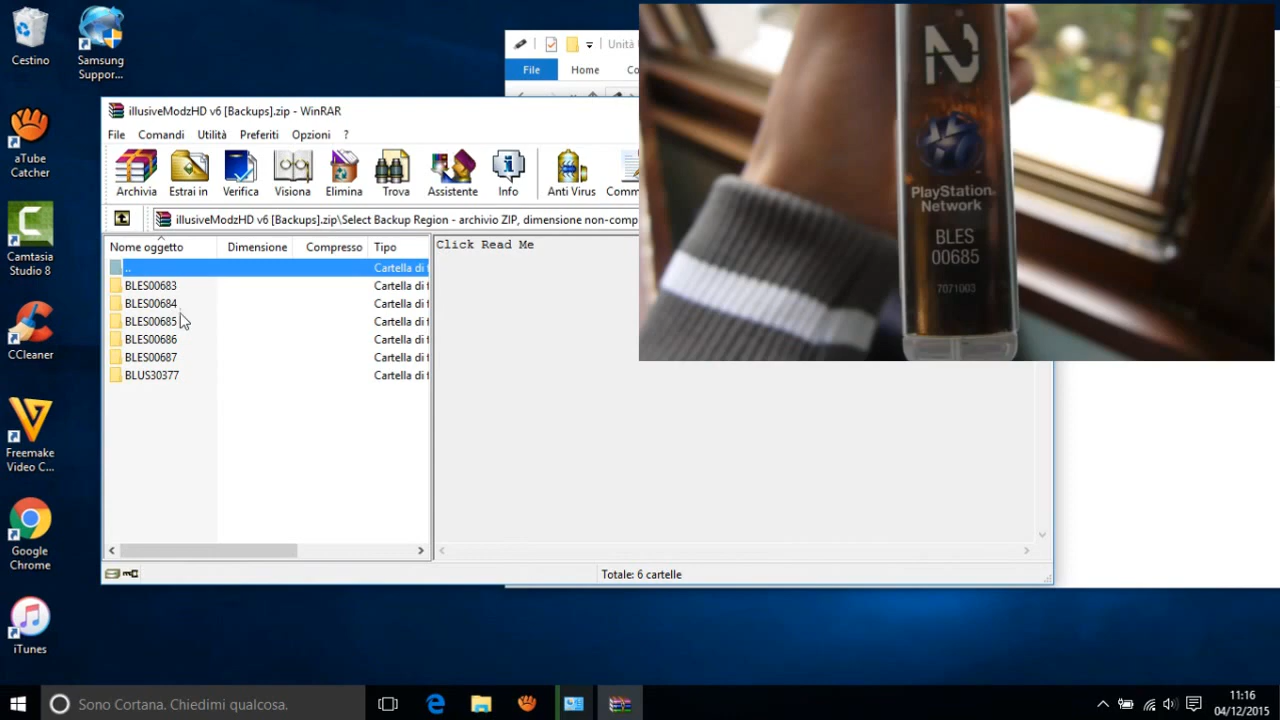 Cestino
Samsung
Suppor...
aTube
Catcher
Camtasia
Studio 8
CCleaner
Freemake
Video C...
Google
Chrome
iTunes
Unità
File
Home
illusiveModzHD v6 [Backups].zip - WinRAR
File Comandi Utilità Preferiti Opzioni ?
Archivia Estrai in Verifica Visiona Elimina Trova Assistente Info Anti Virus
illusiveModzHD v6 [Backups].zip\Select Backup Region - archivio ZIP, dimensione non-comp
Nome oggetto Dimensione Compresso Tipo
.. Cartella di f
BLES00683 Cartella di f
BLES00684 Cartella di f
BLES00685 Cartella di f
BLES00686 Cartella di f
BLES00687 Cartella di f
BLUS30377 Cartella di f
Click Read Me
Totale: 6 cartelle
PlayStation
Network
BLES
00685
7071003
Sono Cortana. Chiedimi qualcosa.
11:16
04/12/2015